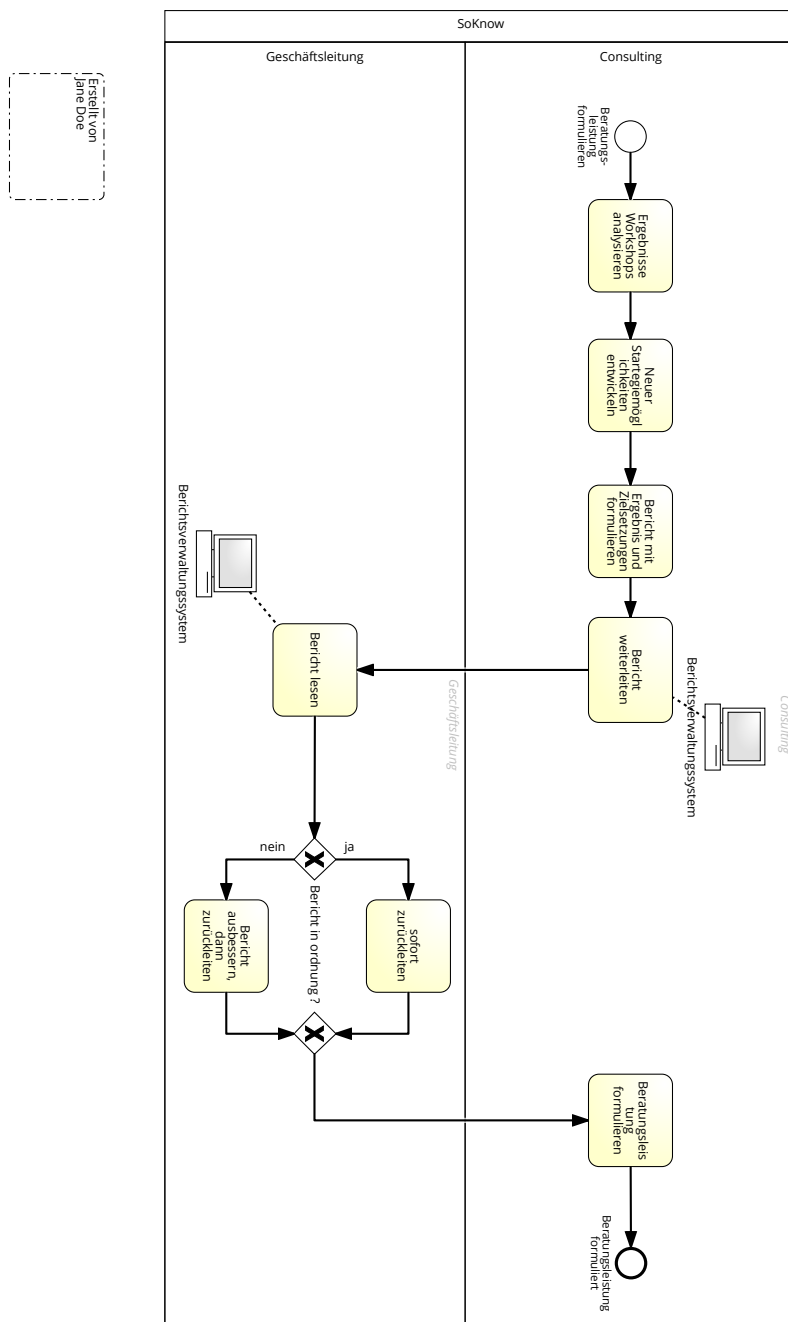 SoKnow
Geschäftsleitung
Consulting
Erstellt von
Jane Doe
Beratungs-
leistung
formulieren
Ergebnisse
Workshops
analysieren
Neuer
Startegiemögl
ichkeiten
entwickeln
Bericht mit
Ergebnis und
Zielsetzungen
formulieren
Bericht
weiterleiten
Berichtsverwaltungssystem
Consulting
Berichtsverwaltungssystem
Bericht lesen
Geschäftsleitung
nein
ja
Bericht in ordnung ?
Bericht
ausbessern,
dann
zurückleiten
sofort
zurückleiten
Beratungsleis
tung
formulieren
Beratungsleistung
formuliert